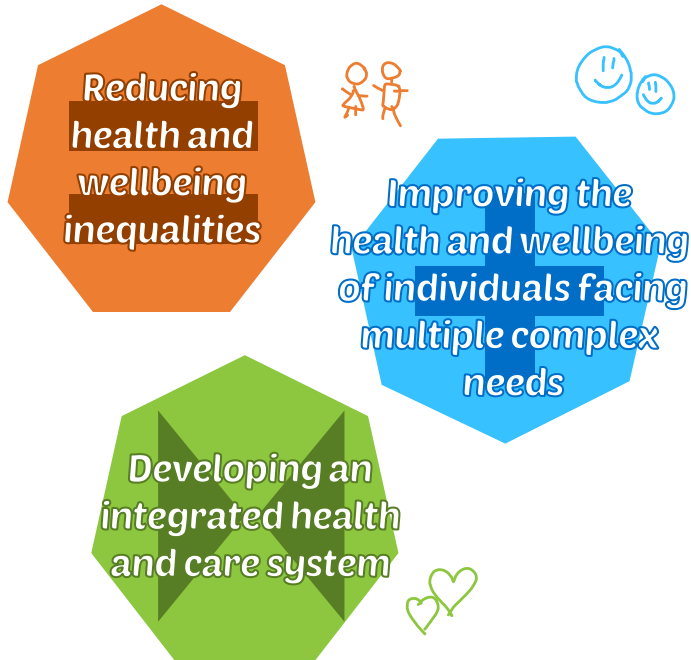 Reducing
health and
wellbeing
inequalities
Improving the
health and wellbeing
of individuals facing
multiple complex
needs
Developing an
integrated health
and care system